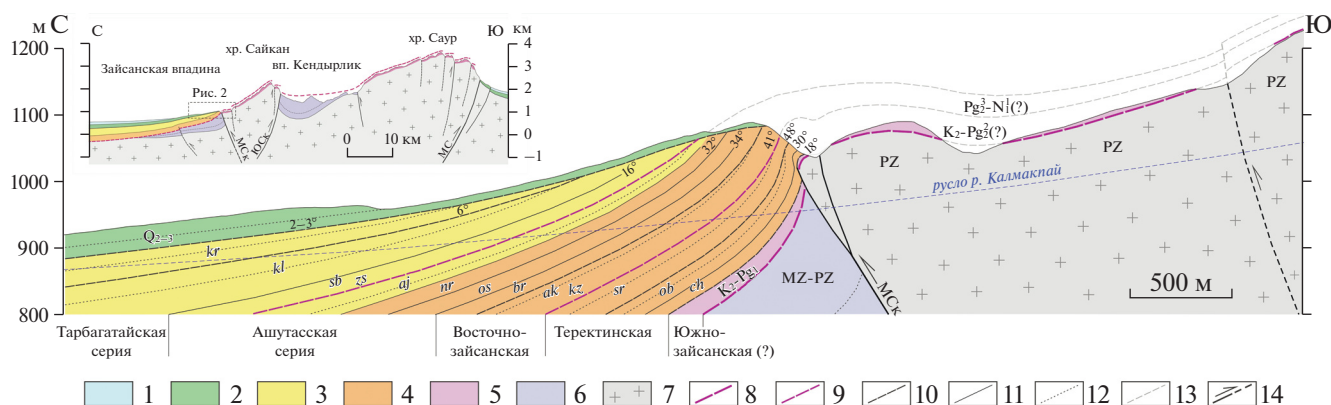 м С
С
Ю
км
Ю
1200
1100
1000
900
800
4
3
2
1
0
–1
хр. Сайкан
хр. Саур
Зайсанская впадина
вп. Кендырлик
Рис. 2
МСк
ЮСк
МС
0 10 км
Pg₂³-N₁¹(?)
K₂-Pg₂²(?)
PZ
PZ
PZ
русло р. Калмакпай
2–3°
6°
16°
32°
34°
41°
48°
30°
18°
Q₂₋₃
kr
kl
sb
zs
aj
nr
os
br
ak
kz
sr
ob
ch
K₂-Pg₁
MZ-PZ
МСк
500 м
Тарбагатайская
серия
Ашутасская
серия
Восточно-
зайсанская
Теректинская
Южно-
зайсанская (?)
1 2 3 4 5 6 7 8 9 10 11 12 13 14